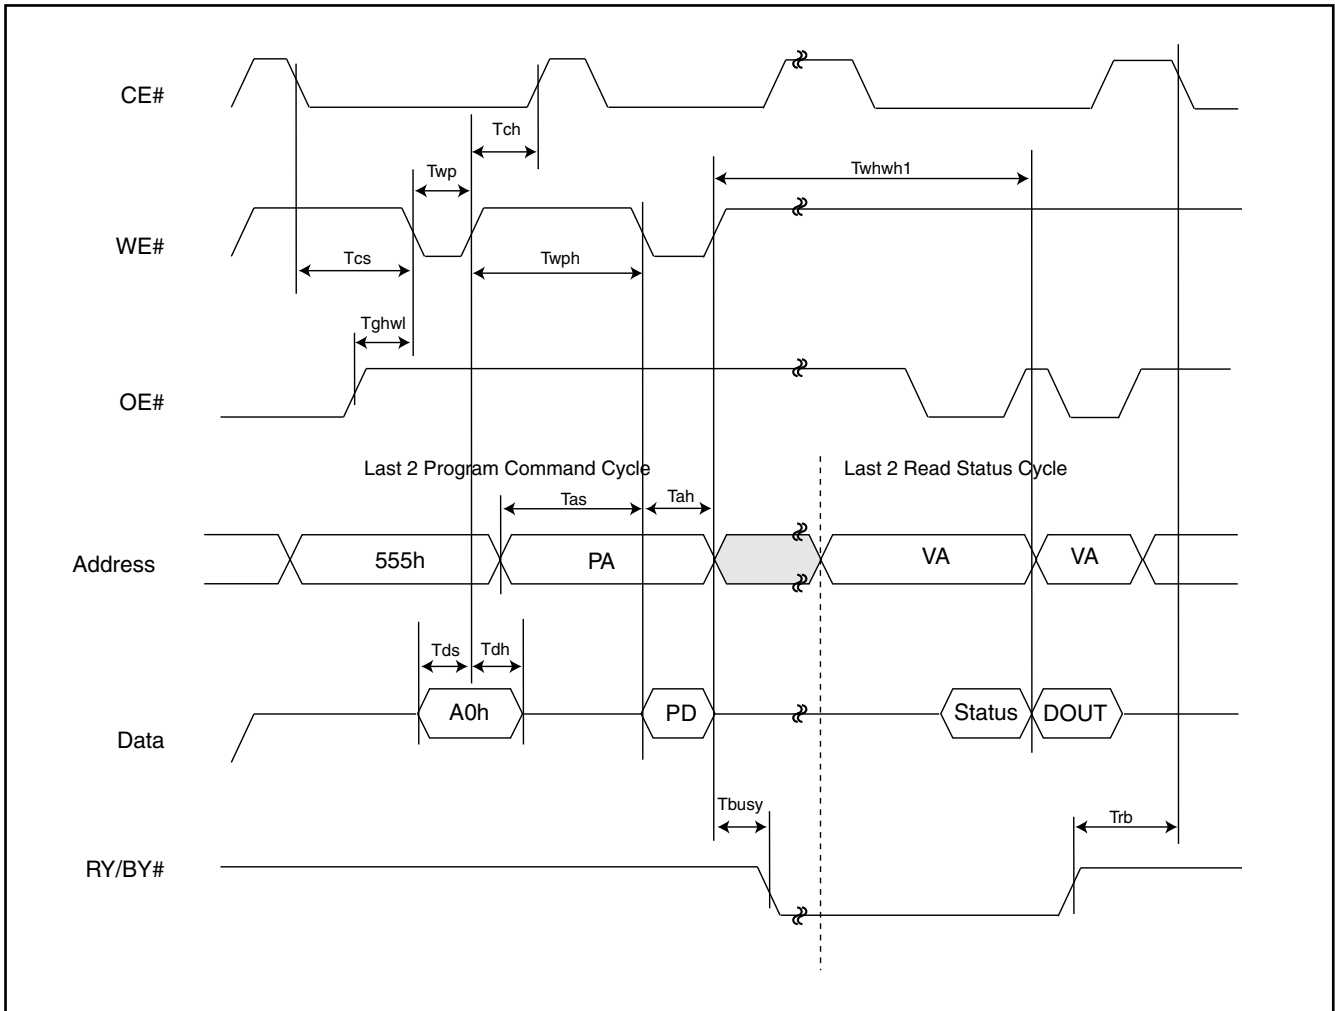 CE#
Tch
Twp
Twhwh1
WE#
Tcs
Twph
Tghwl
OE#
Last 2 Program Command Cycle
Last 2 Read Status Cycle
Tas
Tah
Address
555h
PA
VA
VA
Tds
Tdh
A0h
PD
Status
DOUT
Data
Tbusy
Trb
RY/BY#